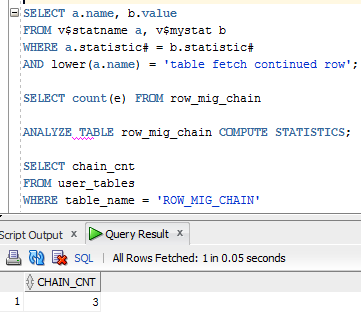 SELECT a.name, b.value
FROM v$statname a, v$mystat b
WHERE a.statistic# = b.statistic#
AND lower(a.name) = 'table fetch continued row';
SELECT count(e) FROM row_mig_chain
ANALYZE TABLE row_mig_chain COMPUTE STATISTICS;
SELECT chain_cnt
FROM user_tables
WHERE table_name = 'ROW_MIG_CHAIN'
Script Output x Query Result x
SQL | All Rows Fetched: 1 in 0.05 seconds
CHAIN_CNT
1 3